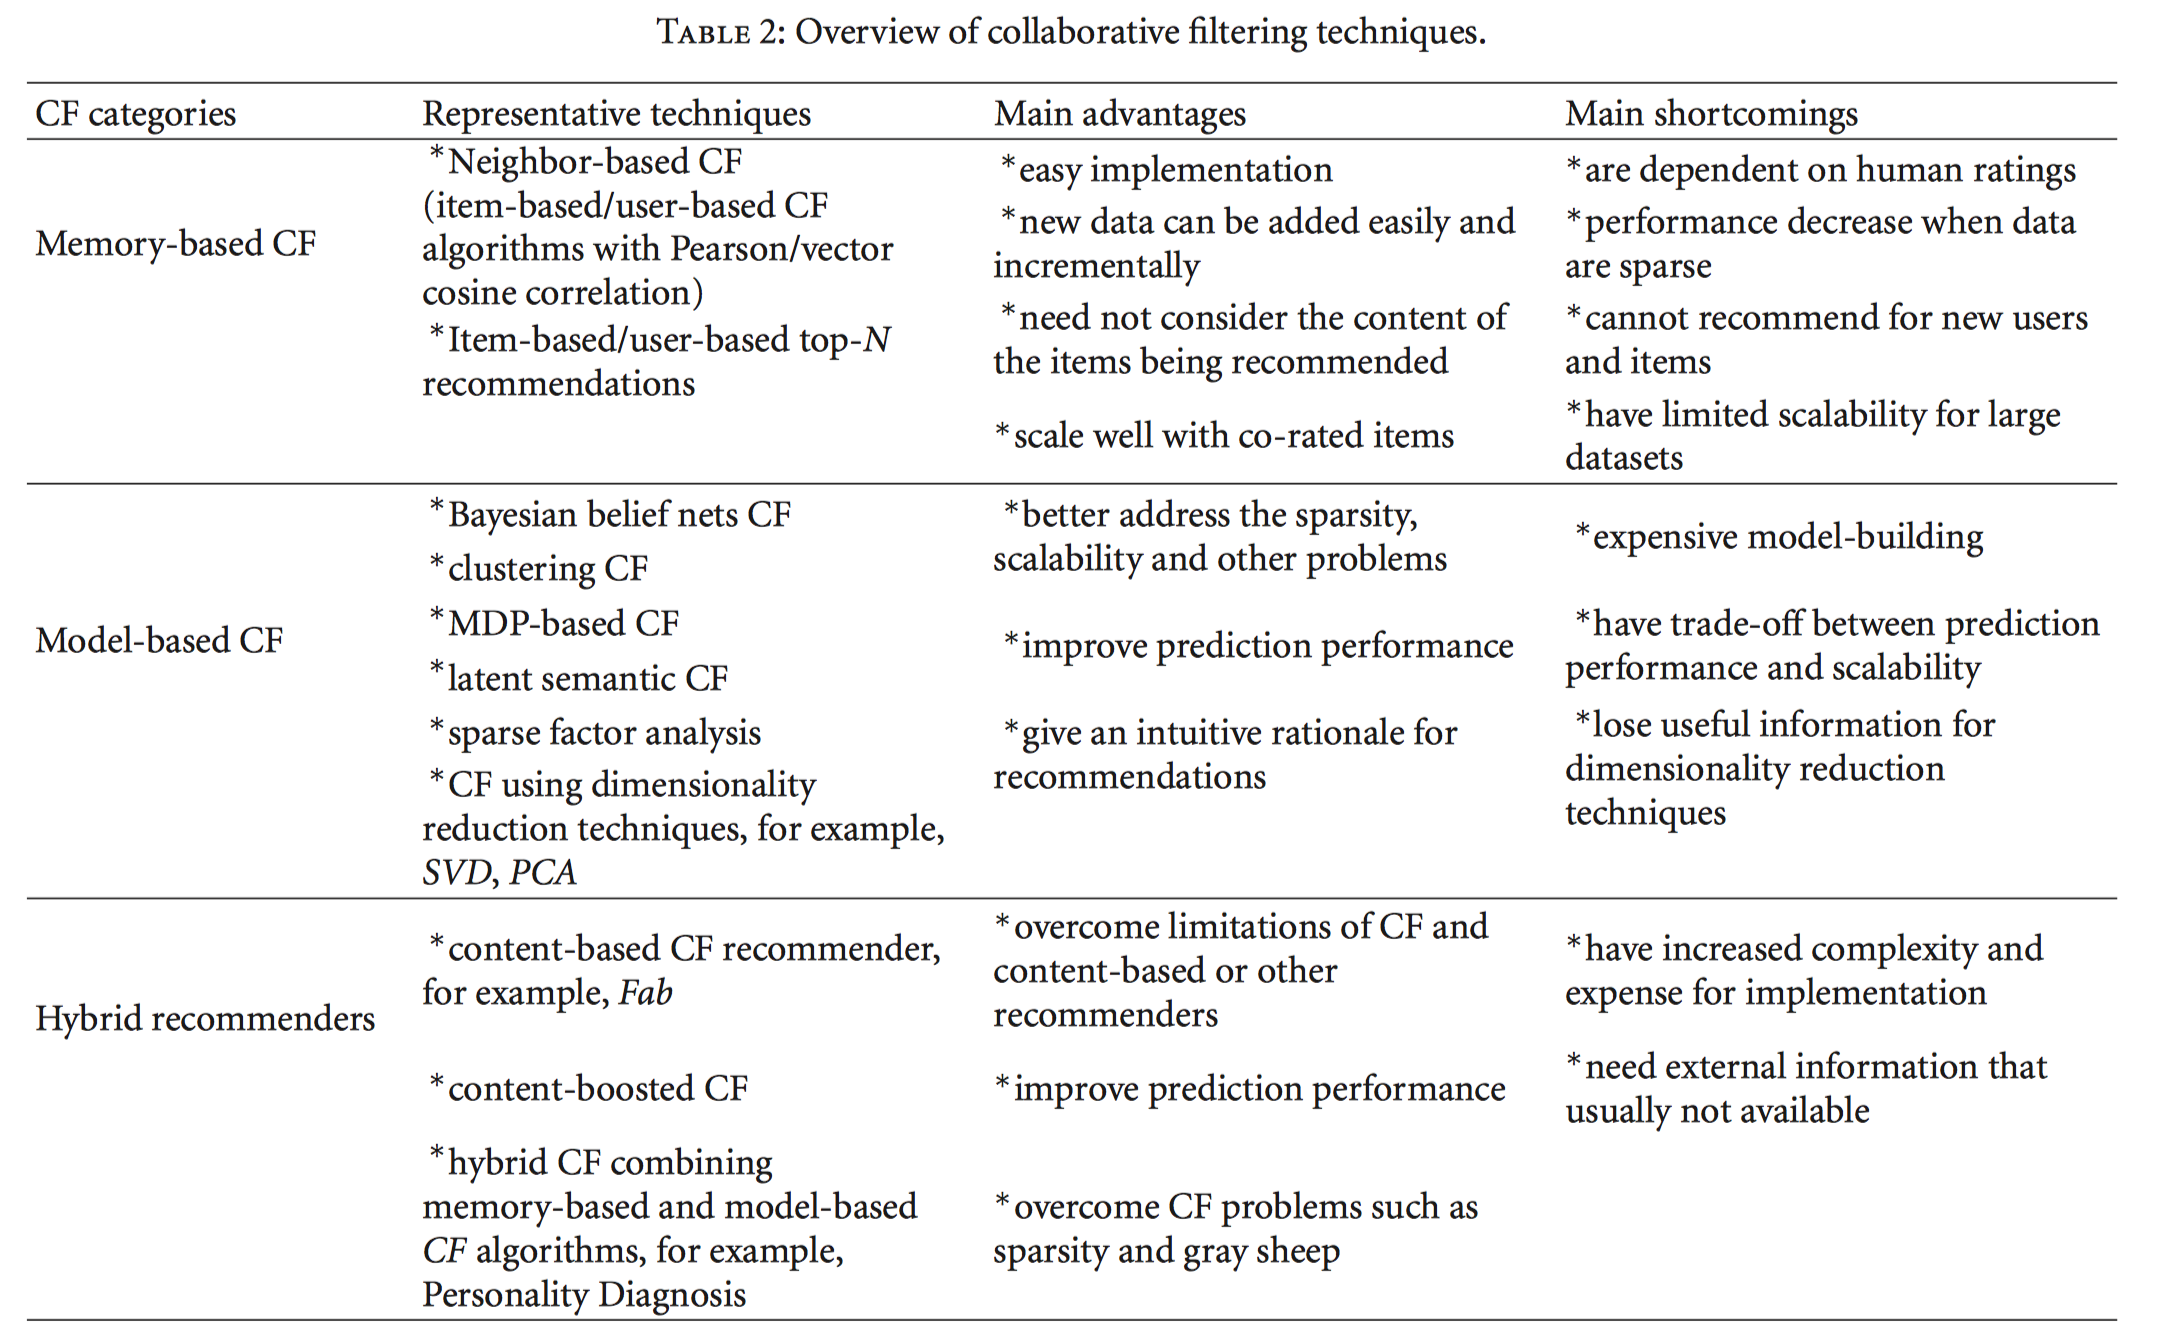 TABLE 2: Overview of collaborative filtering techniques.
CF categories
Representative techniques
Main advantages
Main shortcomings
Memory-based CF
*Neighbor-based CF
(item-based/user-based CF
algorithms with Pearson/vector
cosine correlation)
*Item-based/user-based top-N
recommendations
*easy implementation
*new data can be added easily and
incrementally
*need not consider the content of
the items being recommended
*scale well with co-rated items
*are dependent on human ratings
*performance decrease when data
are sparse
*cannot recommend for new users
and items
*have limited scalability for large
datasets
Model-based CF
*Bayesian belief nets CF
*clustering CF
*MDP-based CF
*latent semantic CF
*sparse factor analysis
*CF using dimensionality
reduction techniques, for example,
SVD, PCA
*better address the sparsity,
scalability and other problems
*improve prediction performance
*give an intuitive rationale for
recommendations
*expensive model-building
*have trade-off between prediction
performance and scalability
*lose useful information for
dimensionality reduction
techniques
Hybrid recommenders
*content-based CF recommender,
for example, Fab
*content-boosted CF
*hybrid CF combining
memory-based and model-based
CF algorithms, for example,
Personality Diagnosis
*overcome limitations of CF and
content-based or other
recommenders
*improve prediction performance
*overcome CF problems such as
sparsity and gray sheep
*have increased complexity and
expense for implementation
*need external information that
usually not available